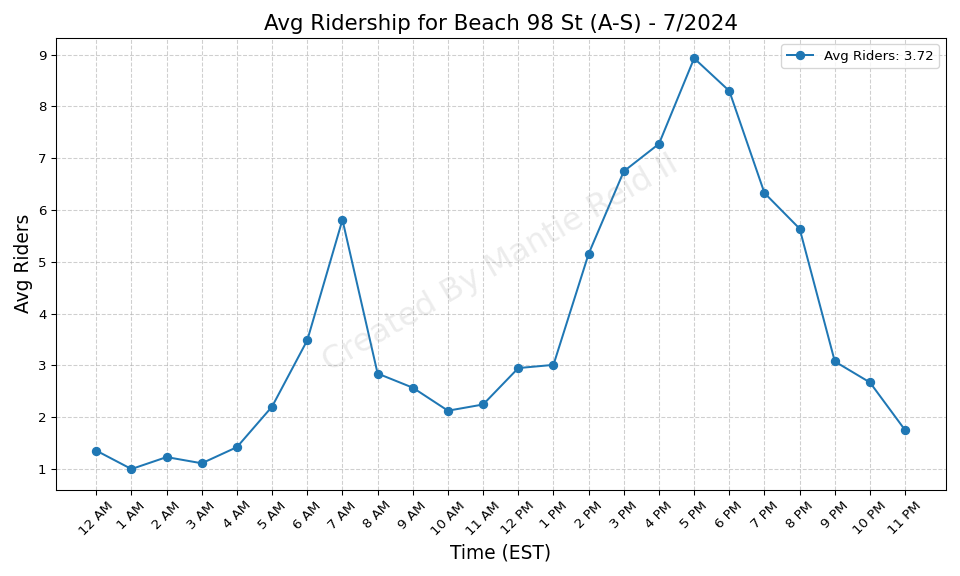 Avg Ridership for Beach 98 St (A-S) - 7/2024
Avg Riders: 3.72
9
8
7
6
5
4
3
2
1
Avg Riders
Created By Mantie Reid II
12 AM
1 AM
2 AM
3 AM
4 AM
5 AM
6 AM
7 AM
8 AM
9 AM
10 AM
11 AM
12 PM
1 PM
2 PM
3 PM
4 PM
5 PM
6 PM
7 PM
8 PM
9 PM
10 PM
11 PM
Time (EST)